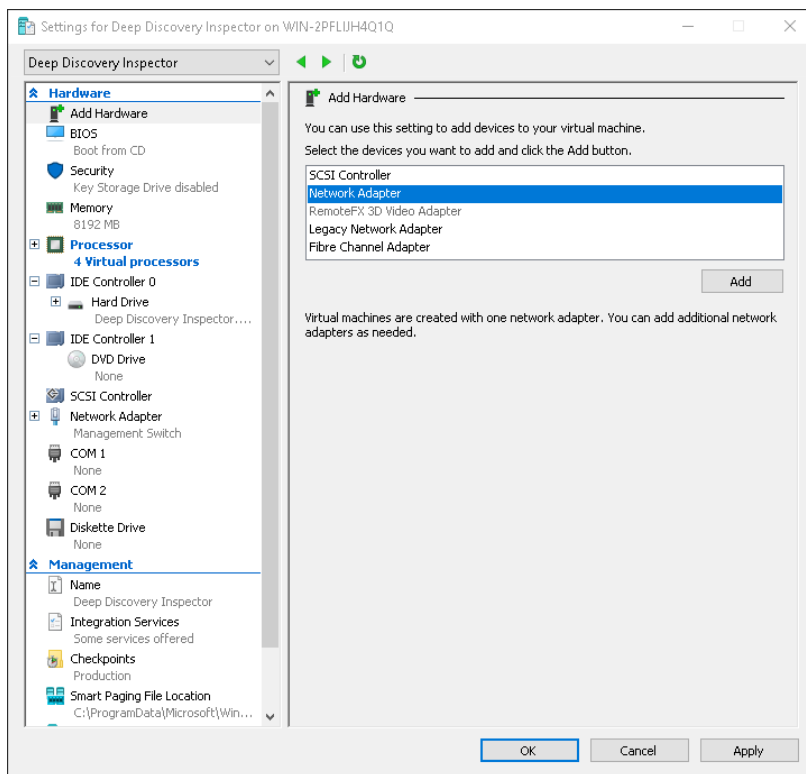 Settings for Deep Discovery Inspector on WIN-2PFLIJH4Q1Q
Deep Discovery Inspector
Hardware
Add Hardware
BIOS
Boot from CD
Security
Key Storage Drive disabled
Memory
8192 MB
Processor
4 Virtual processors
IDE Controller 0
Hard Drive
Deep Discovery Inspector....
IDE Controller 1
DVD Drive
None
SCSI Controller
Network Adapter
Management Switch
COM 1
None
COM 2
None
Diskette Drive
None
Management
Name
Deep Discovery Inspector
Integration Services
Some services offered
Checkpoints
Production
Smart Paging File Location
C:\ProgramData\Microsoft\Win...
Add Hardware
You can use this setting to add devices to your virtual machine.
Select the devices you want to add and click the Add button.
SCSI Controller
Network Adapter
RemoteFX 3D Video Adapter
Legacy Network Adapter
Fibre Channel Adapter
Add
Virtual machines are created with one network adapter. You can add additional network
adapters as needed.
OK
Cancel
Apply